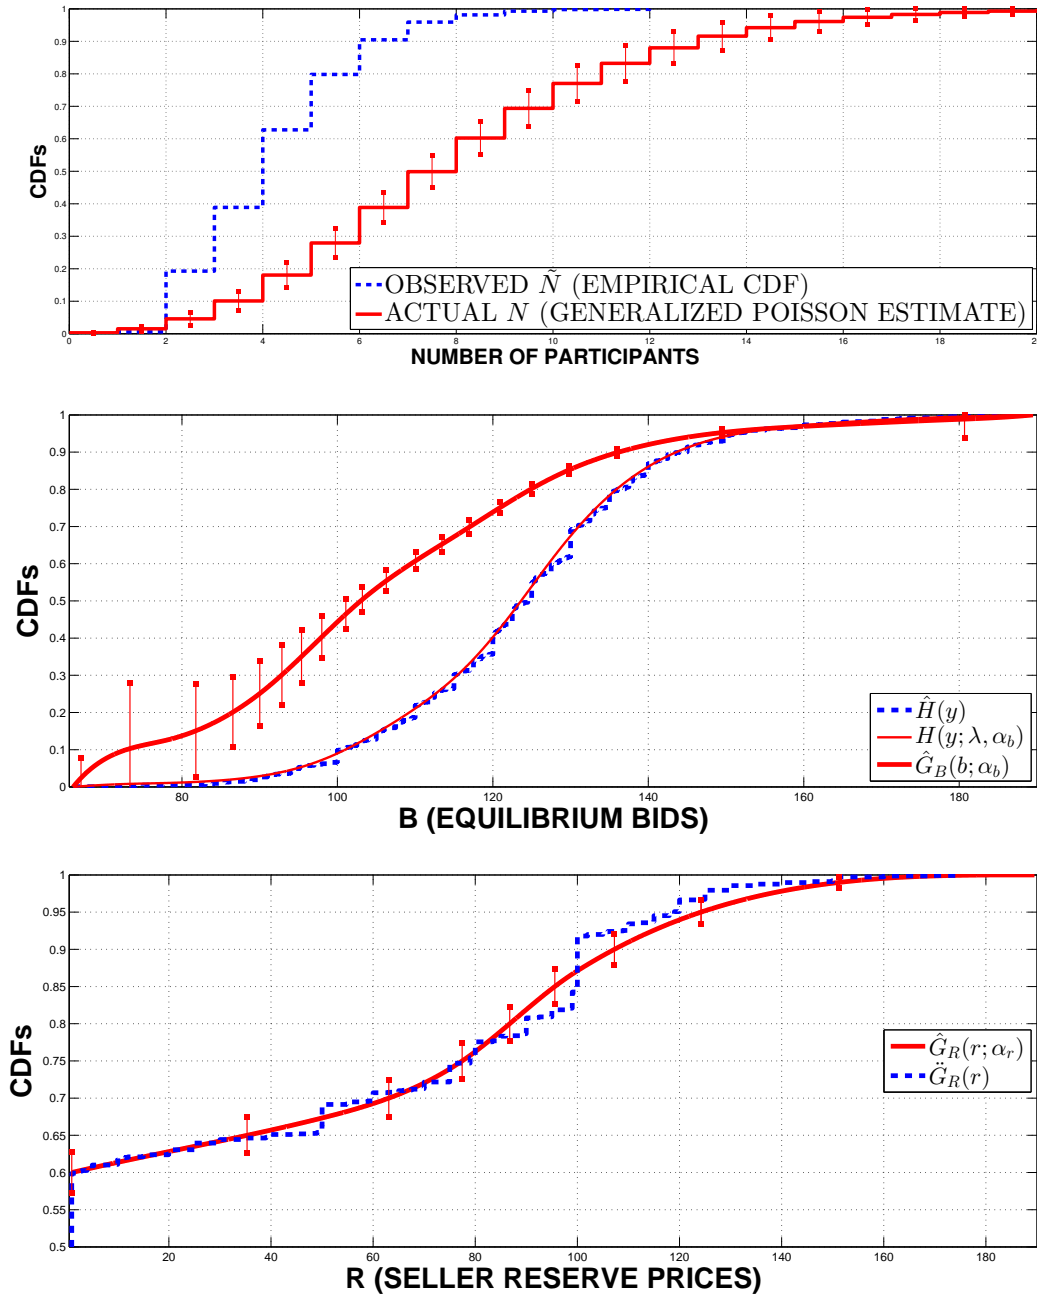 1
0.9
0.8
0.7
0.6
0.5
0.4
0.3
0.2
0.1
0
CDFs
OBSERVED Ñ (EMPIRICAL CDF)
ACTUAL N (GENERALIZED POISSON ESTIMATE)
0 2 4 6 8 10 12 14 16 18 2
NUMBER OF PARTICIPANTS
1
0.9
0.8
0.7
0.6
0.5
0.4
0.3
0.2
0.1
0
CDFs
Ĥ(y)
H(y; λ, α_b)
Ĝ_B(b; α_b)
80 100 120 140 160 180
B (EQUILIBRIUM BIDS)
1
0.95
0.9
0.85
0.8
0.75
0.7
0.65
0.6
0.55
0.5
CDFs
Ĝ_R(r; α_r)
G̈_R(r)
20 40 60 80 100 120 140 160 180
R (SELLER RESERVE PRICES)